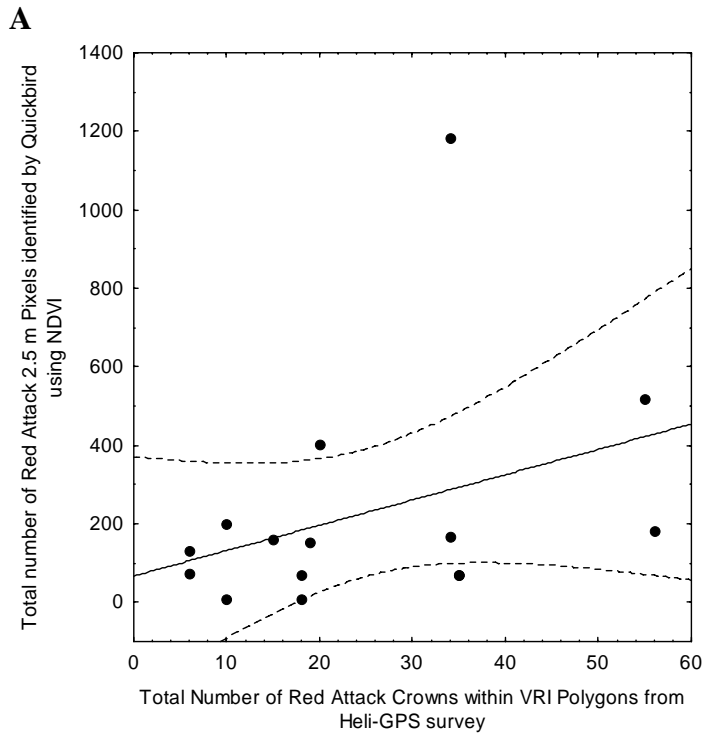 A
1400
1200
1000
800
600
400
200
0
Total number of Red Attack 2.5 m Pixels identified by Quickbird
using NDVI
0 10 20 30 40 50 60
Total Number of Red Attack Crowns within VRI Polygons from
Heli-GPS survey